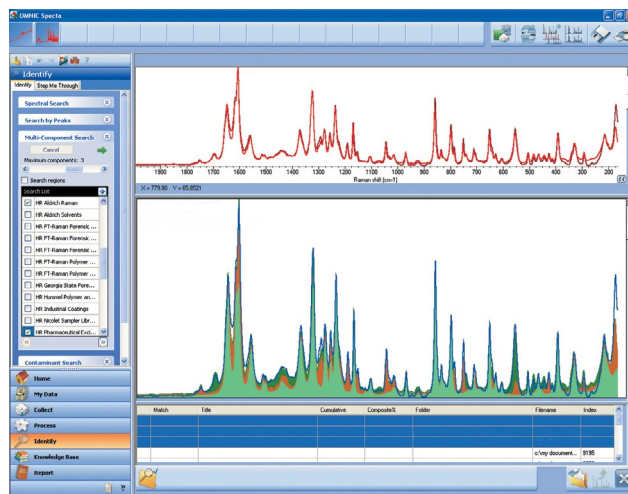 OMNIC Specta
Identify
Identify Step Me Through
Spectral Search
Search by Peaks
Multi-Component Search
Cancel
Maximum components: 3
Search regions
Search List
HR Aldrich Raman
HR Aldrich Solvents
HR FT-Raman Forensic ...
HR FT-Raman Forensic ...
HR FT-Raman Forensic ...
HR FT-Raman Polymer ...
HR FT-Raman Polymer ...
HR Georgia State Fore...
HR Hummel Polymer an...
HR Industrial Coatings
HR Nicolet Sampler Libr...
HR Pharmaceutical Exci...
Contaminant Search
Home
My Data
Collect
Process
Identify
Knowledge Base
Report
1900 1800 1700 1600 1500 1400 1300 1200 1100 1000 900 800 700 600 500 400 300 200
Raman shift (cm-1)
X = 779.00 Y = 85.8521
Match Title Cumulative Composite% Folder Filename Index
c:\my document... 9195